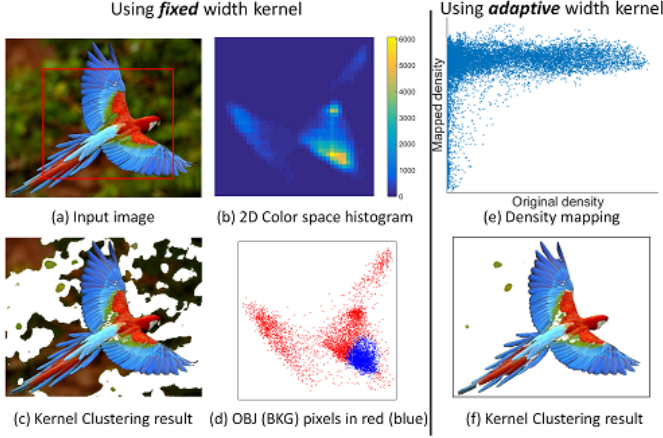 Using fixed width kernel
Using adaptive width kernel
6000
5000
4000
3000
2000
1000
0
Mapped density
Original density
(a) Input image
(b) 2D Color space histogram
(e) Density mapping
(c) Kernel Clustering result
(d) OBJ (BKG) pixels in red (blue)
(f) Kernel Clustering result